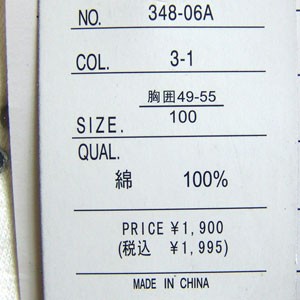 NO. 348-06A
COL. 3-1
胸囲49-55
SIZE. 100
QUAL.
綿 100%
PRICE ¥1,900
(税込 ¥1,995)
MADE IN CHINA